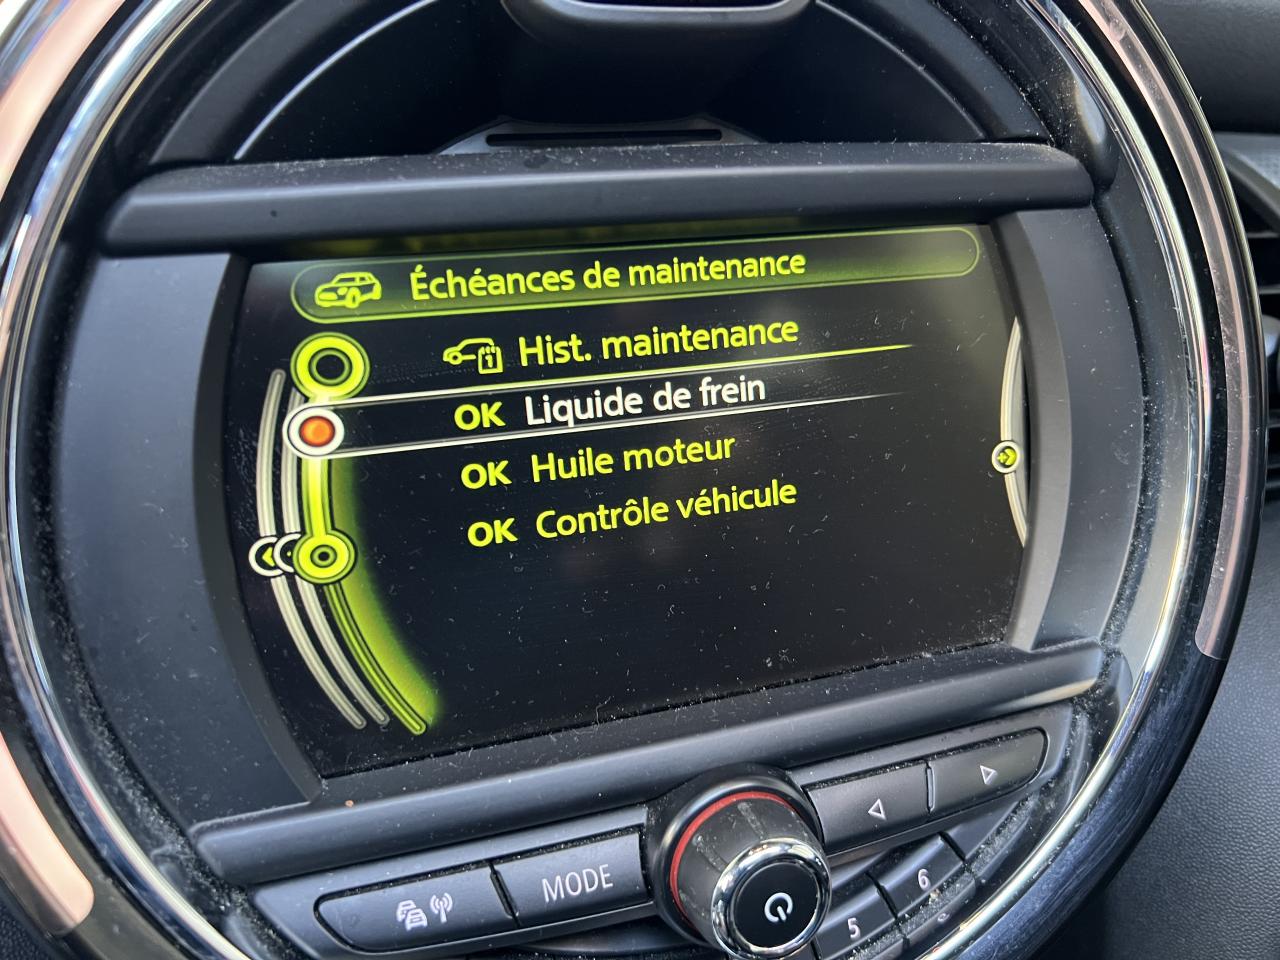 Échéances de maintenance
Hist. maintenance
OK Liquide de frein
OK Huile moteur
OK Contrôle véhicule
MODE
5
6